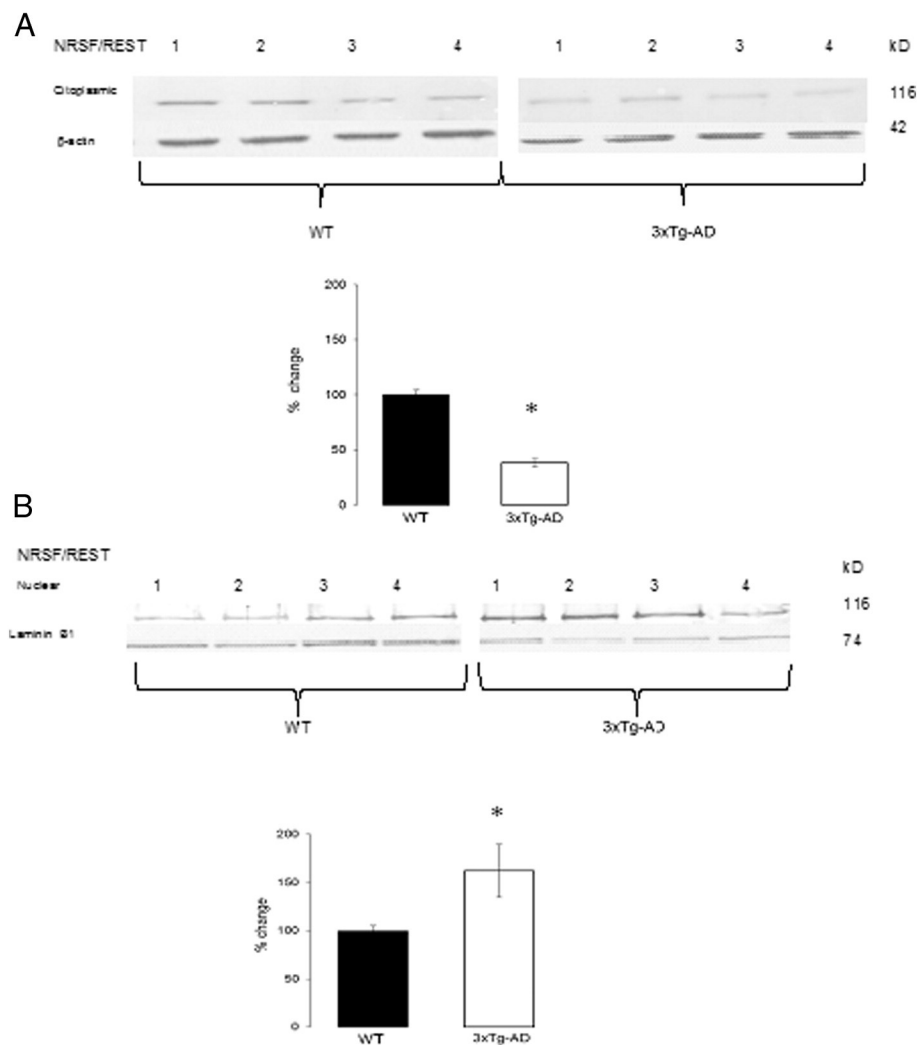 A
NRSF/REST 1 2 3 4 1 2 3 4 kD
Citoplasmic 116
β-actin 42
WT 3xTg-AD
200
150
100
50
0
% change
*
WT 3xTg-AD
B
NRSF/REST
Nuclear 1 2 3 4 1 2 3 4 kD
116
Laminin B1 74
WT 3xTg-AD
200
150
100
50
0
% change
*
WT 3xTg-AD